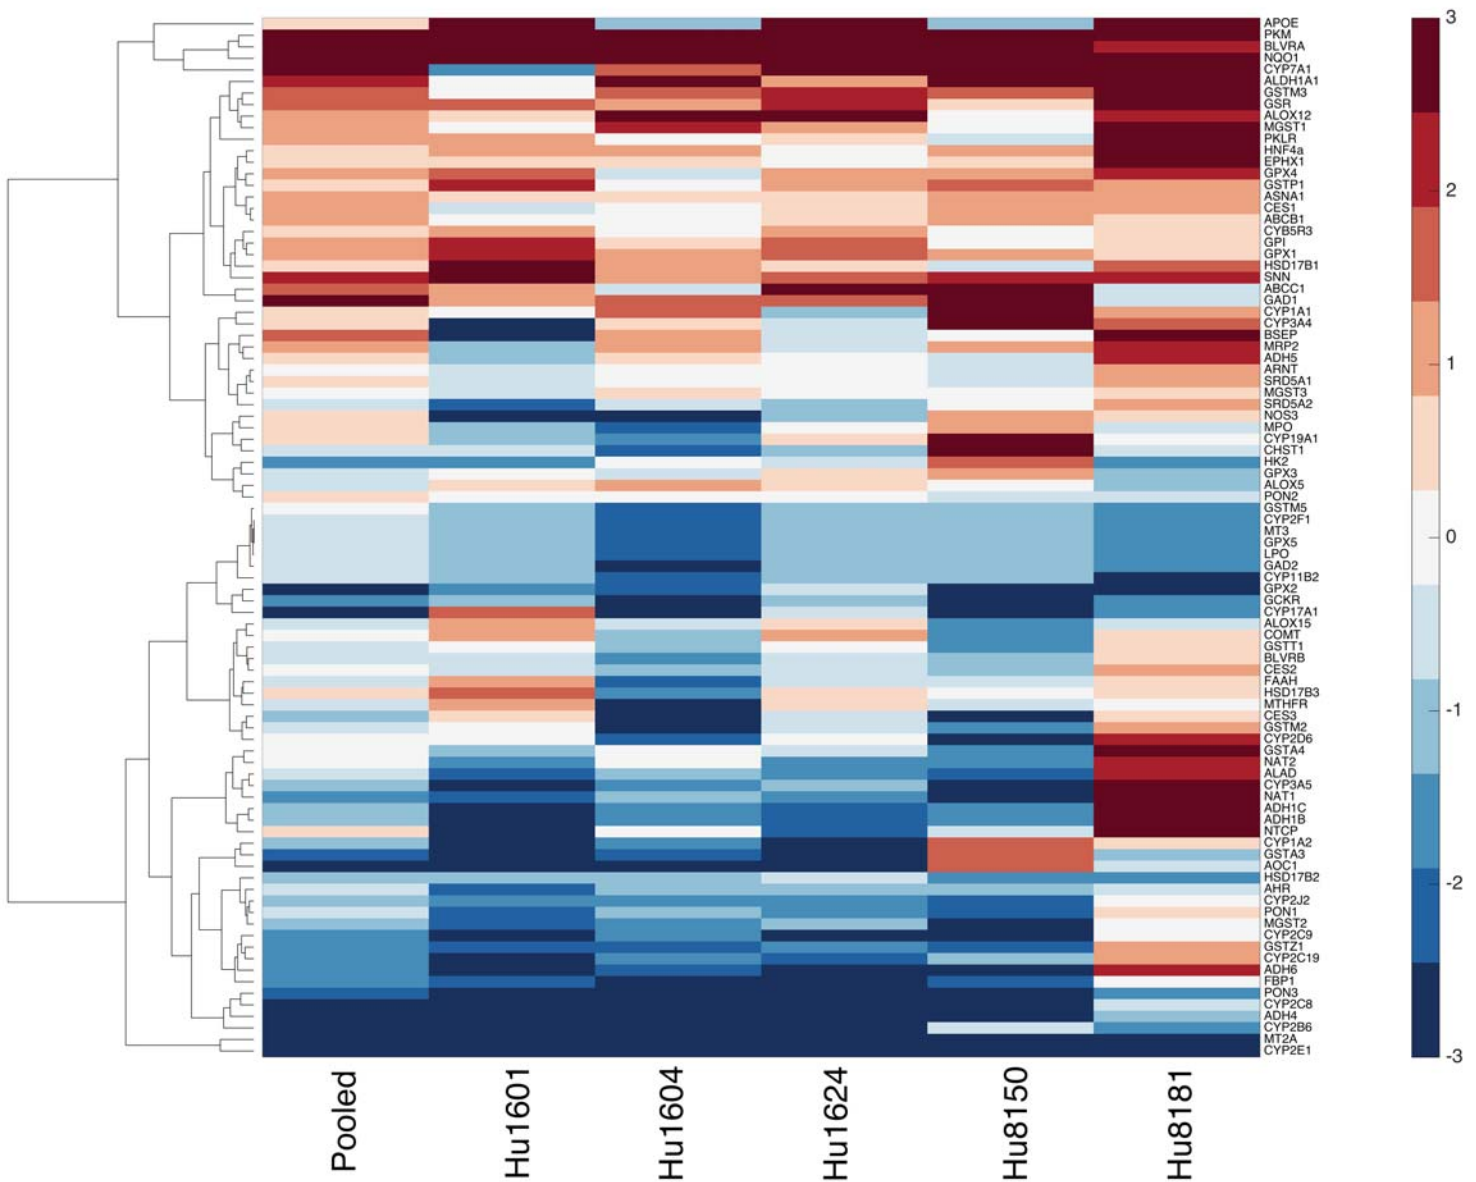 APOE
PKM
BLVRA
NQO1
CYP7A1
ALDH1A1
GSTM3
GSR
ALOX12
MGST1
PKLR
HNF4a
EPHX1
GPX4
GSTP1
ASNA1
CES1
ABCB1
CYB5R3
GPI
GPX1
HSD17B1
SNN
ABCC1
GAD1
CYP1A1
CYP3A4
BSEP
MRP2
ADH5
ARNT
SRD5A1
MGST3
SRD5A2
NOS3
MPO
CYP19A1
CHST1
HK2
GPX3
ALOX5
PON2
GSTM5
CYP2F1
MT3
GPX5
LPO
GAD2
CYP11B2
GPX2
GCKR
CYP17A1
ALOX15
COMT
GSTT1
BLVRB
CES2
FAAH
HSD17B3
MTHFR
CES3
GSTM2
CYP2D6
GSTA4
NAT2
ALAD
CYP3A5
NAT1
ADH1C
ADH1B
NTCP
CYP1A2
GSTA3
AOC1
HSD17B2
AHR
CYP2J2
PON1
MGST2
CYP2C9
GSTZ1
CYP2C19
ADH6
FBP1
PON3
CYP2C8
ADH4
CYP2B6
MT2A
CYP2E1
3
2
1
0
-1
-2
-3
Pooled
Hu1601
Hu1604
Hu1624
Hu8150
Hu8181